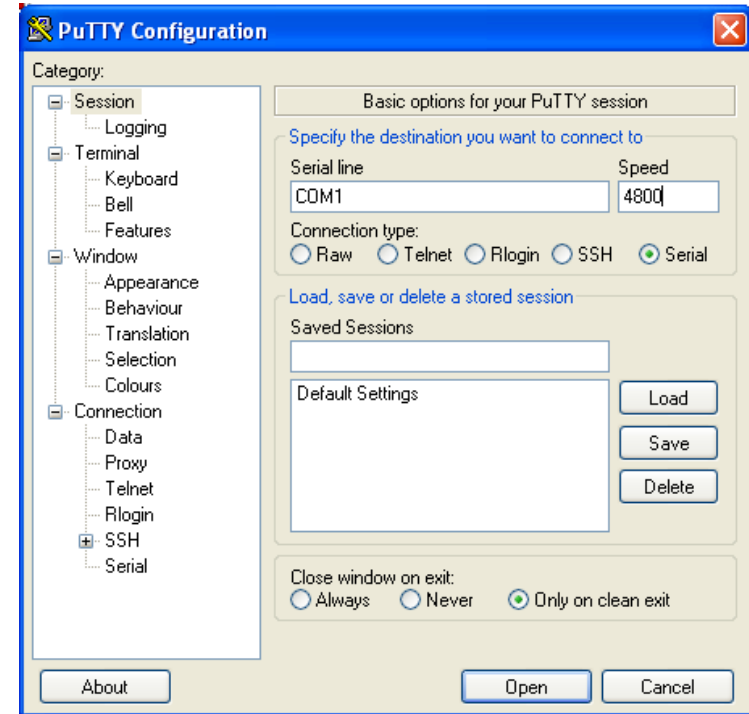 PuTTY Configuration
Category:
Session
Logging
Terminal
Keyboard
Bell
Features
Window
Appearance
Behaviour
Translation
Selection
Colours
Connection
Data
Proxy
Telnet
Rlogin
SSH
Serial
Basic options for your PuTTY session
Specify the destination you want to connect to
Serial line Speed
COM1 4800
Connection type:
Raw Telnet Rlogin SSH Serial
Load, save or delete a stored session
Saved Sessions
Default Settings
Load
Save
Delete
Close window on exit:
Always Never Only on clean exit
About Open Cancel